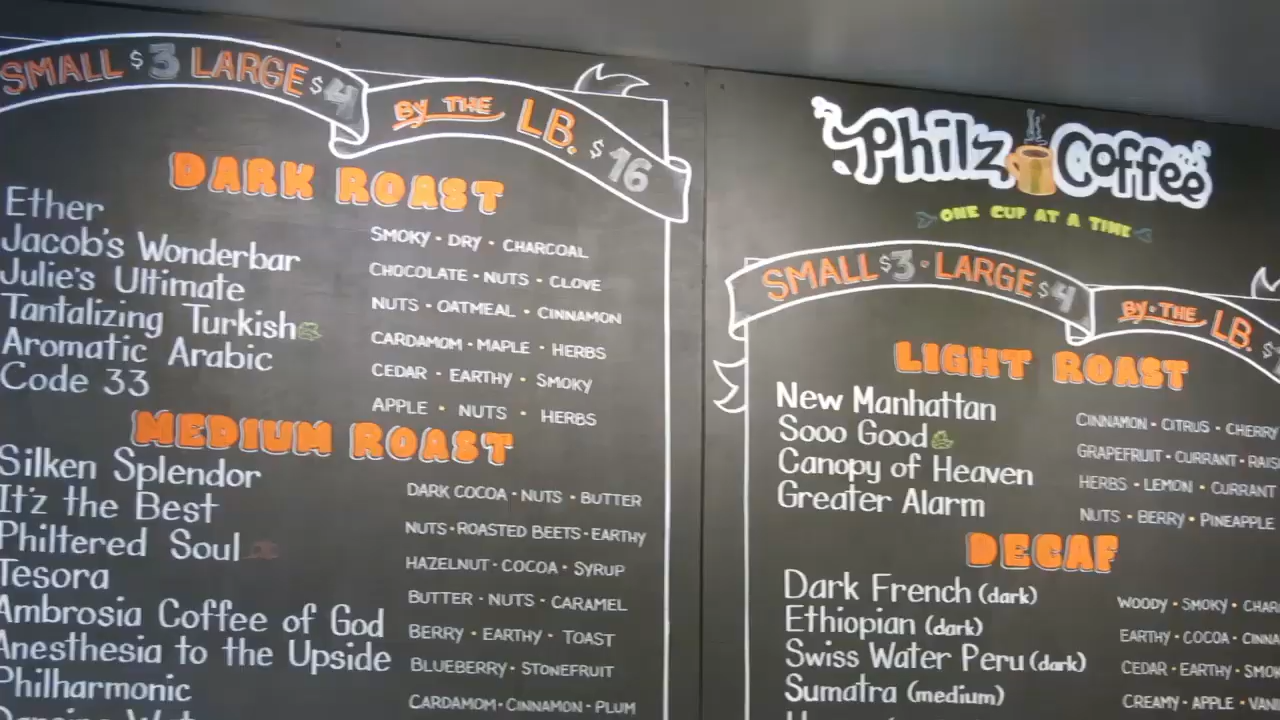 SMALL $3 LARGE $4
BY THE LB. $16
DARK ROAST
Ether SMOKY • DRY • CHARCOAL
Jacob's Wonderbar CHOCOLATE • NUTS • CLOVE
Julie's Ultimate NUTS • OATMEAL • CINNAMON
Tantalizing Turkish CARDAMOM • MAPLE • HERBS
Aromatic Arabic CEDAR • EARTHY • SMOKY
Code 33 APPLE • NUTS • HERBS
MEDIUM ROAST
Silken Splendor DARK COCOA • NUTS • BUTTER
It'z the Best NUTS • ROASTED BEETS • EARTHY
Philtered Soul HAZELNUT • COCOA • SYRUP
Tesora BUTTER • NUTS • CARAMEL
Ambrosia Coffee of God BERRY • EARTHY • TOAST
Anesthesia to the Upside BLUEBERRY • STONEFRUIT
Philharmonic CARDAMOM • CINNAMON • PLUM
Philz Coffee
ONE CUP AT A TIME
SMALL $3 • LARGE $4
BY • THE LB. $
LIGHT ROAST
New Manhattan CINNAMON • CITRUS • CHERRY
Sooo Good GRAPEFRUIT • CURRANT •
Canopy of Heaven HERBS • LEMON • CURRANT
Greater Alarm NUTS • BERRY • PINEAPPLE
DECAF
Dark French (dark) WOODY • SMOKY •
Ethiopian (dark) EARTHY • COCOA •
Swiss Water Peru (dark) CEDAR • EARTHY •
Sumatra (medium) CREAMY • APPLE •